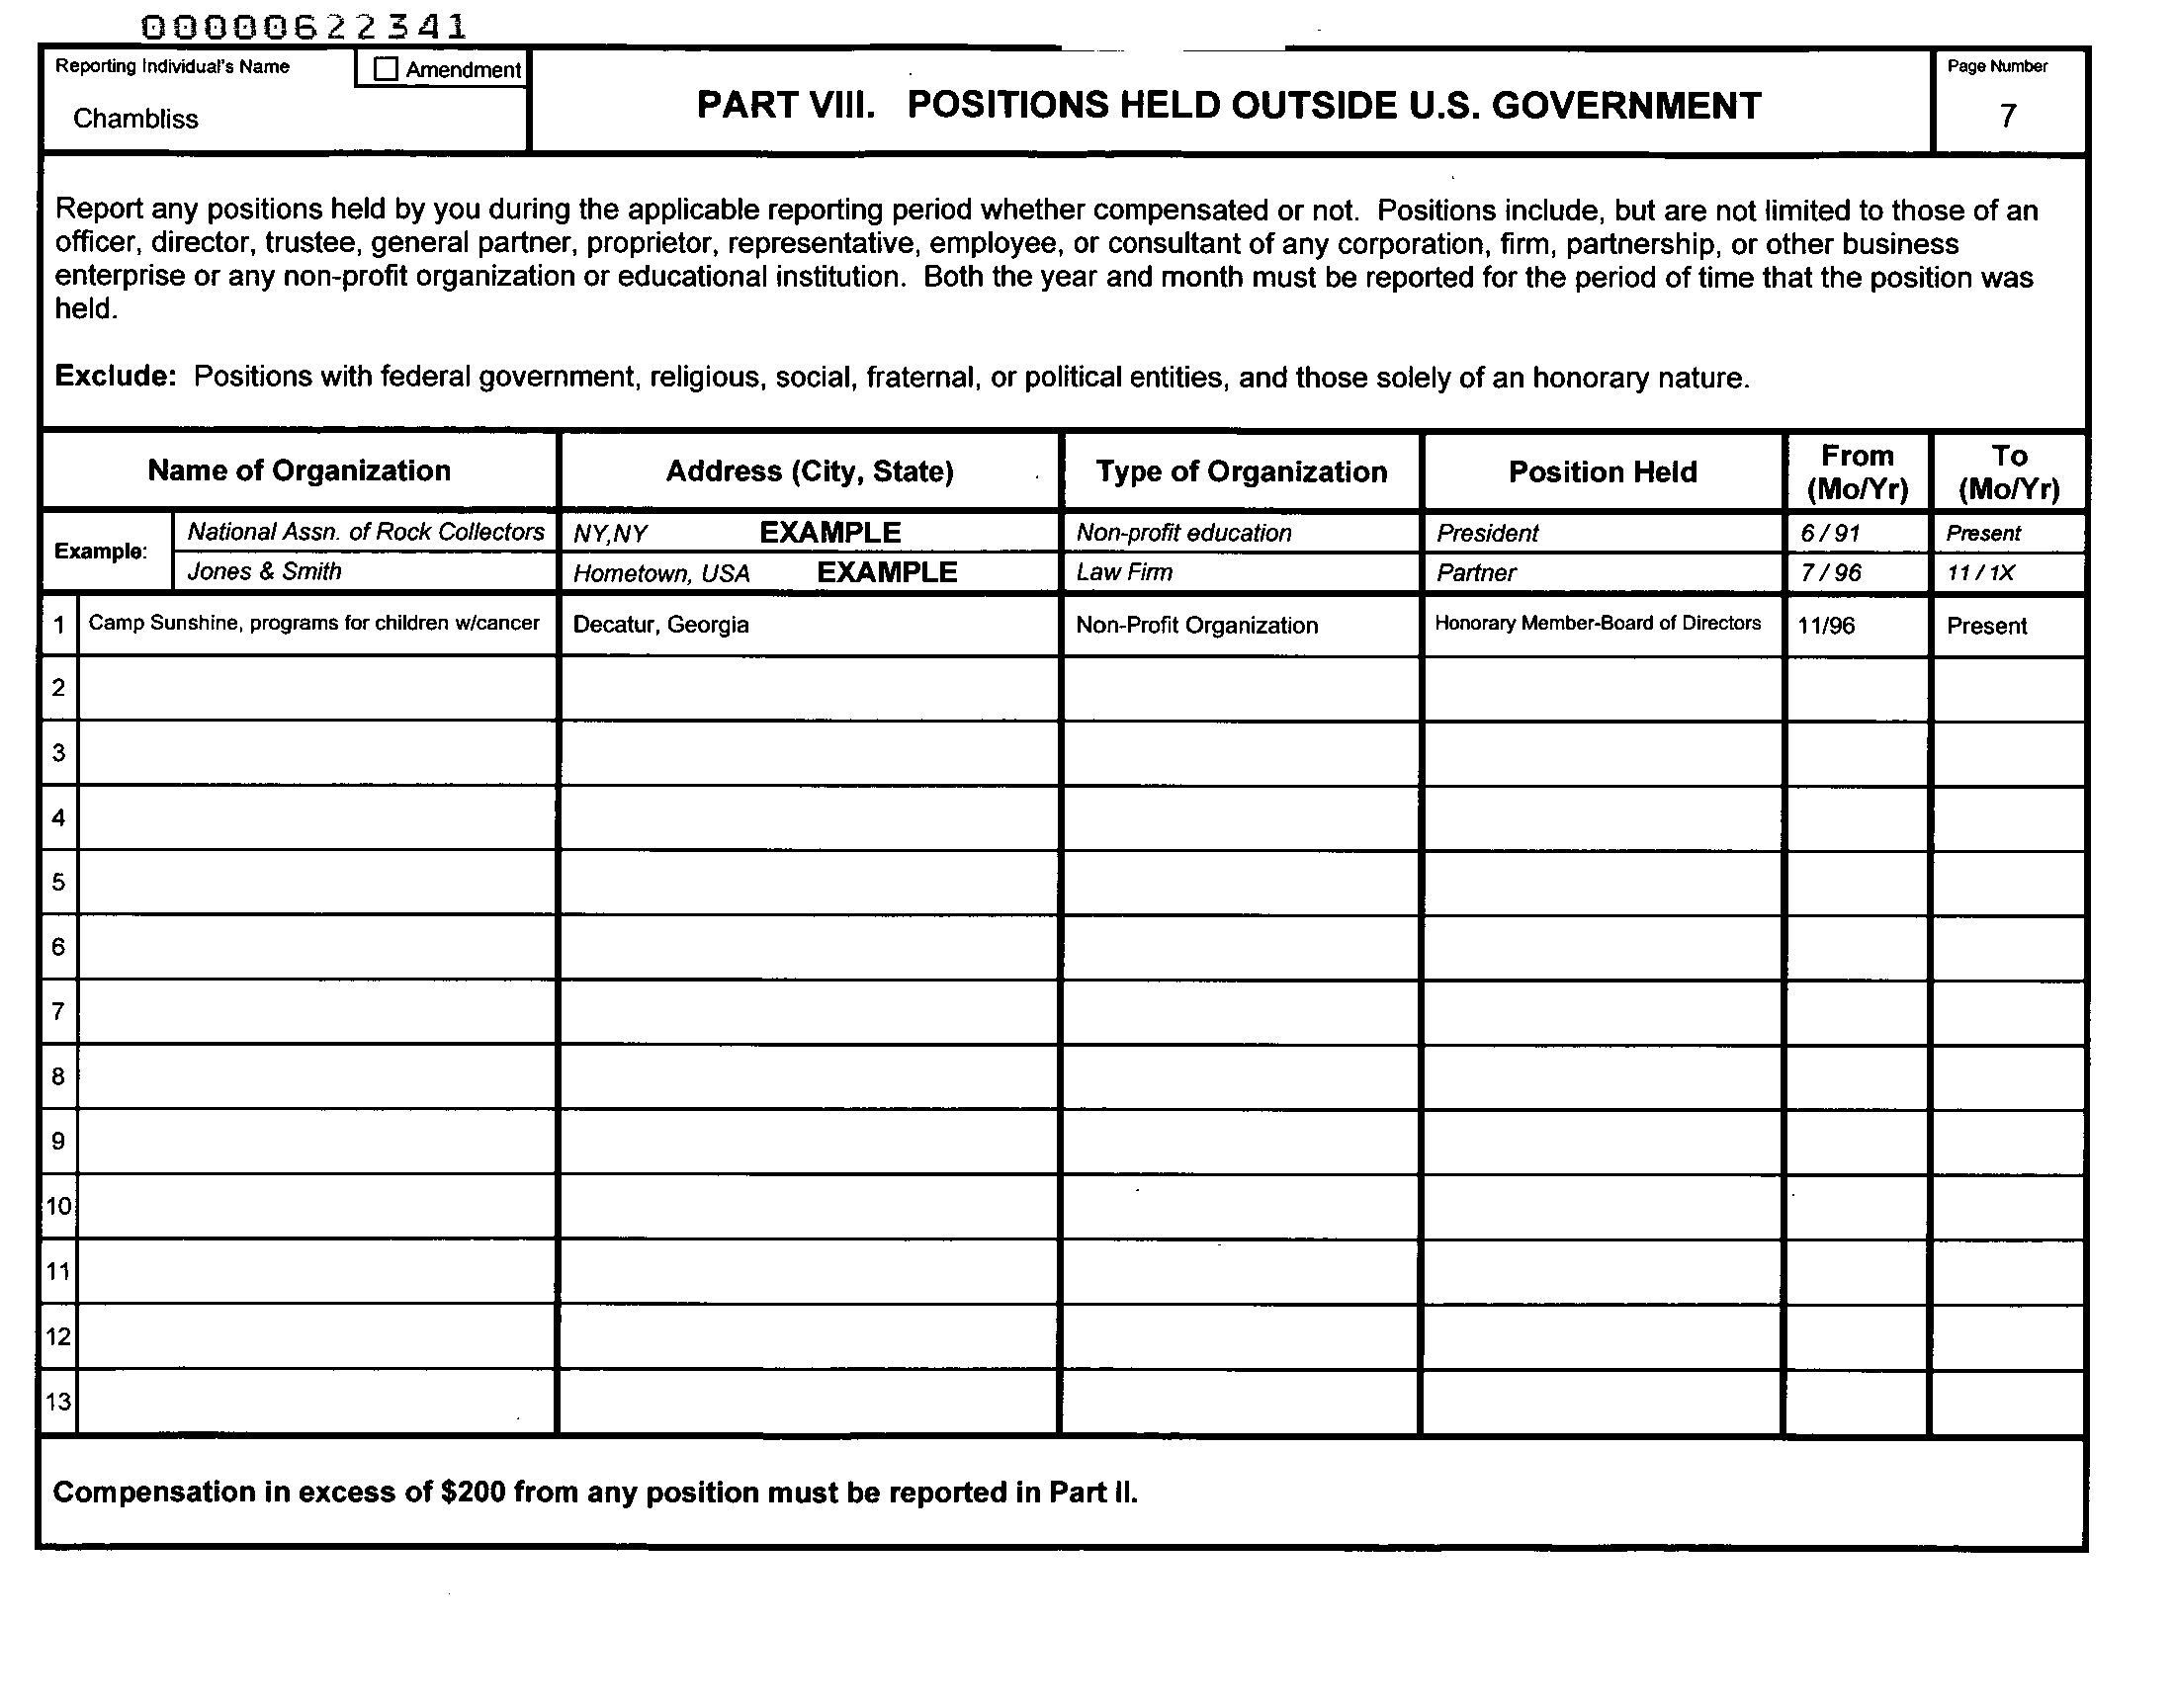 00000622341
Reporting Individual's Name
Amendment
Chambliss
PART VIII. POSITIONS HELD OUTSIDE U.S. GOVERNMENT
Page Number
7
Report any positions held by you during the applicable reporting period whether compensated or not. Positions include, but are not limited to those of an
officer, director, trustee, general partner, proprietor, representative, employee, or consultant of any corporation, firm, partnership, or other business
enterprise or any non-profit organization or educational institution. Both the year and month must be reported for the period of time that the position was
held.
Exclude: Positions with federal government, religious, social, fraternal, or political entities, and those solely of an honorary nature.
Name of Organization Address (City, State) Type of Organization Position Held From (Mo/Yr) To (Mo/Yr)
Example:
National Assn. of Rock Collectors NY,NY EXAMPLE Non-profit education President 6 / 91 Present
Jones & Smith Hometown, USA EXAMPLE Law Firm Partner 7 / 96 11 / 1X
1 Camp Sunshine, programs for children w/cancer Decatur, Georgia Non-Profit Organization Honorary Member-Board of Directors 11/96 Present
2
3
4
5
6
7
8
9
10
11
12
13
Compensation in excess of $200 from any position must be reported in Part II.